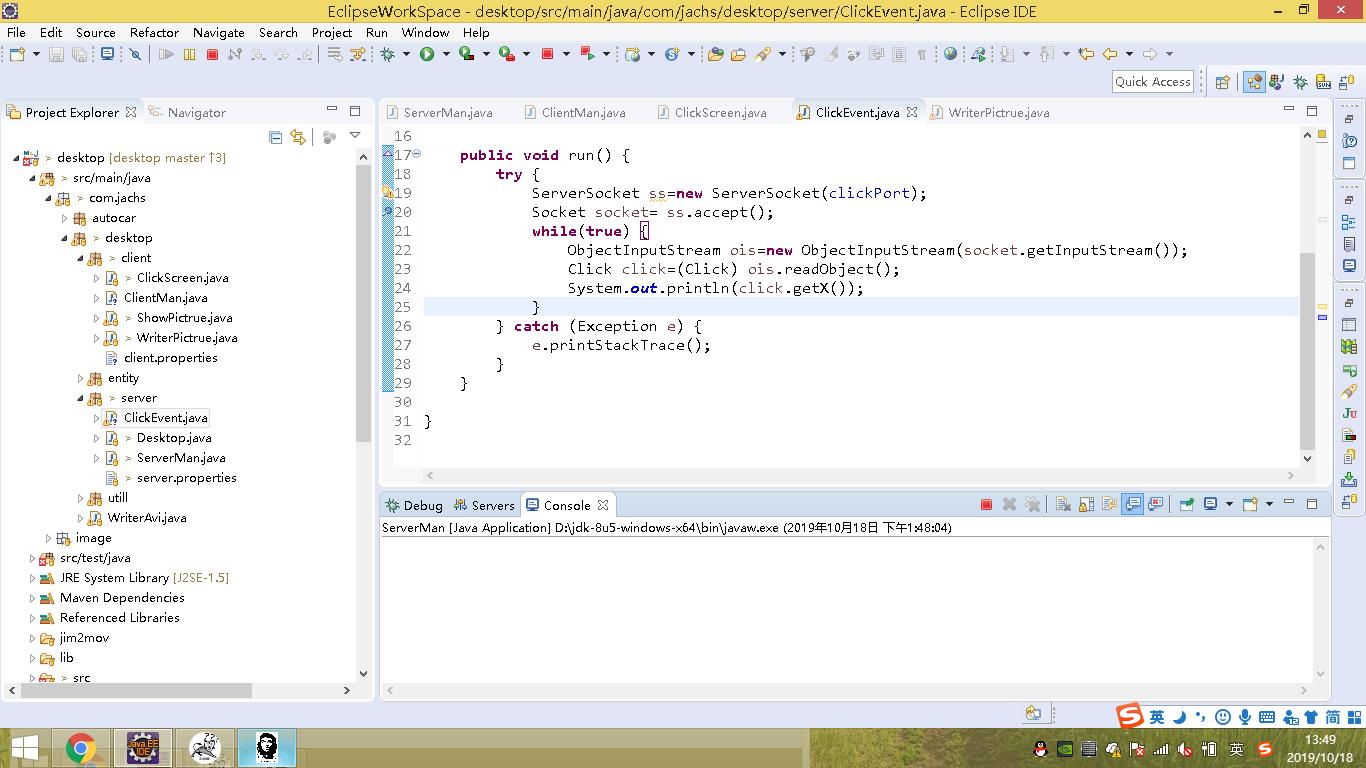 EclipseWorkSpace - desktop/src/main/java/com/jachs/desktop/server/ClickEvent.java - Eclipse IDE
File Edit Source Refactor Navigate Search Project Run Window Help
Quick Access
Project Explorer Navigator
> desktop [desktop master ↑3]
> src/main/java
> com.jachs
autocar
> desktop
> client
> ClickScreen.java
ClientMan.java
> ShowPictrue.java
> WriterPictrue.java
client.properties
entity
> server
ClickEvent.java
> Desktop.java
> ServerMan.java
> server.properties
utill
WriterAvi.java
image
src/test/java
JRE System Library [J2SE-1.5]
Maven Dependencies
Referenced Libraries
jim2mov
lib
> src
ServerMan.java ClientMan.java ClickScreen.java ClickEvent.java WriterPictrue.java
16
17 public void run() {
18 try {
19 ServerSocket ss=new ServerSocket(clickPort);
20 Socket socket= ss.accept();
21 while(true) {
22 ObjectInputStream ois=new ObjectInputStream(socket.getInputStream());
23 Click click=(Click) ois.readObject();
24 System.out.println(click.getX());
25 }
26 } catch (Exception e) {
27 e.printStackTrace();
28 }
29 }
30
31 }
32
Debug Servers Console
ServerMan [Java Application] D:\jdk-8u5-windows-x64\bin\javaw.exe (2019年10月18日 下午1:48:04)
英 简
Java EE IDE
英
13:49
2019/10/18